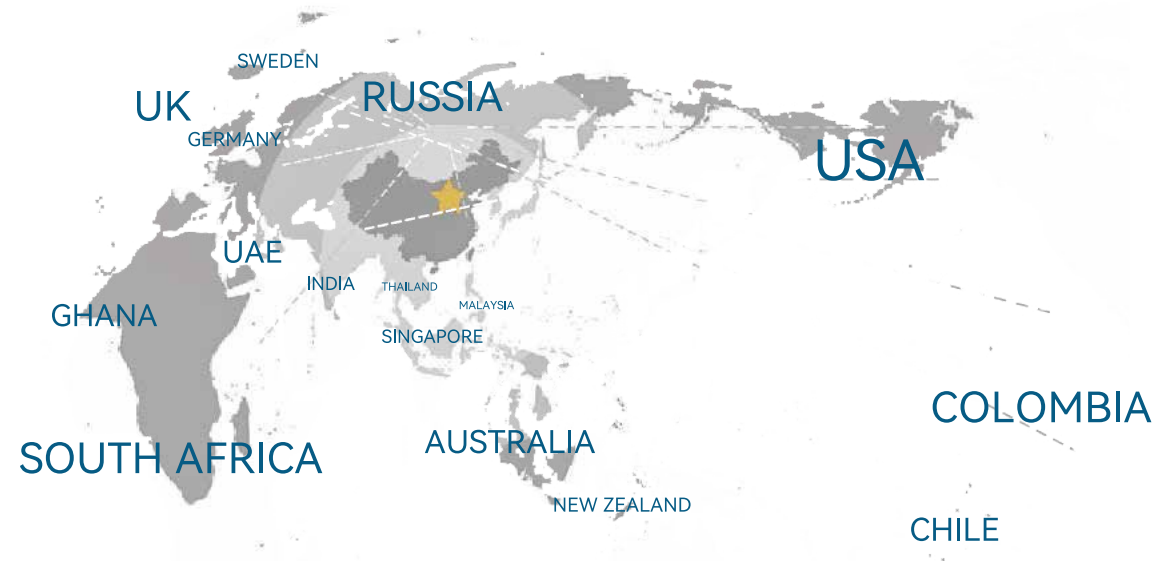 SWEDEN
UK
RUSSIA
GERMANY
USA
UAE
INDIA
THAILAND
GHANA
MALAYSIA
SINGAPORE
COLOMBIA
SOUTH AFRICA
AUSTRALIA
NEW ZEALAND
CHILE